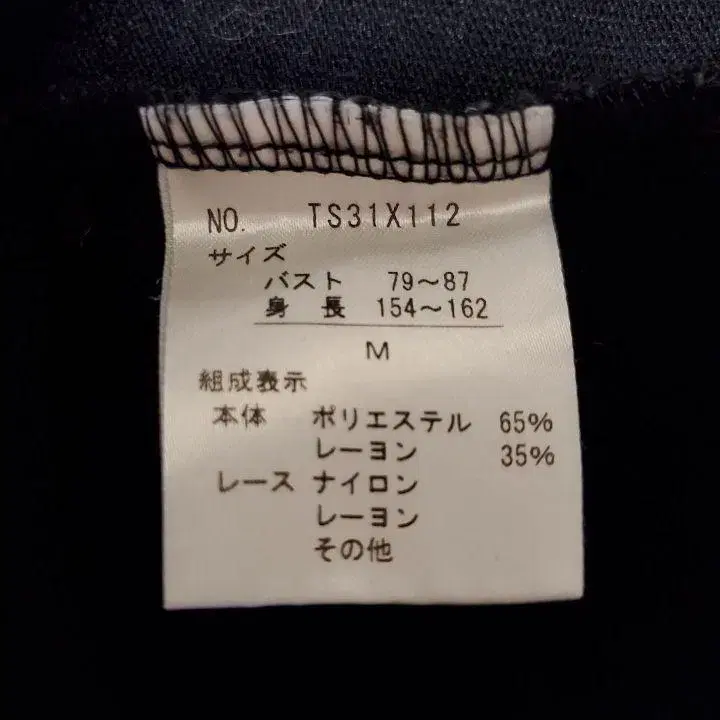 NO. TS31X112
サイズ
バスト 79～87
身長 154～162
M
組成表示
本体 ポリエステル 65%
レーヨン 35%
レース ナイロン
レーヨン
その他